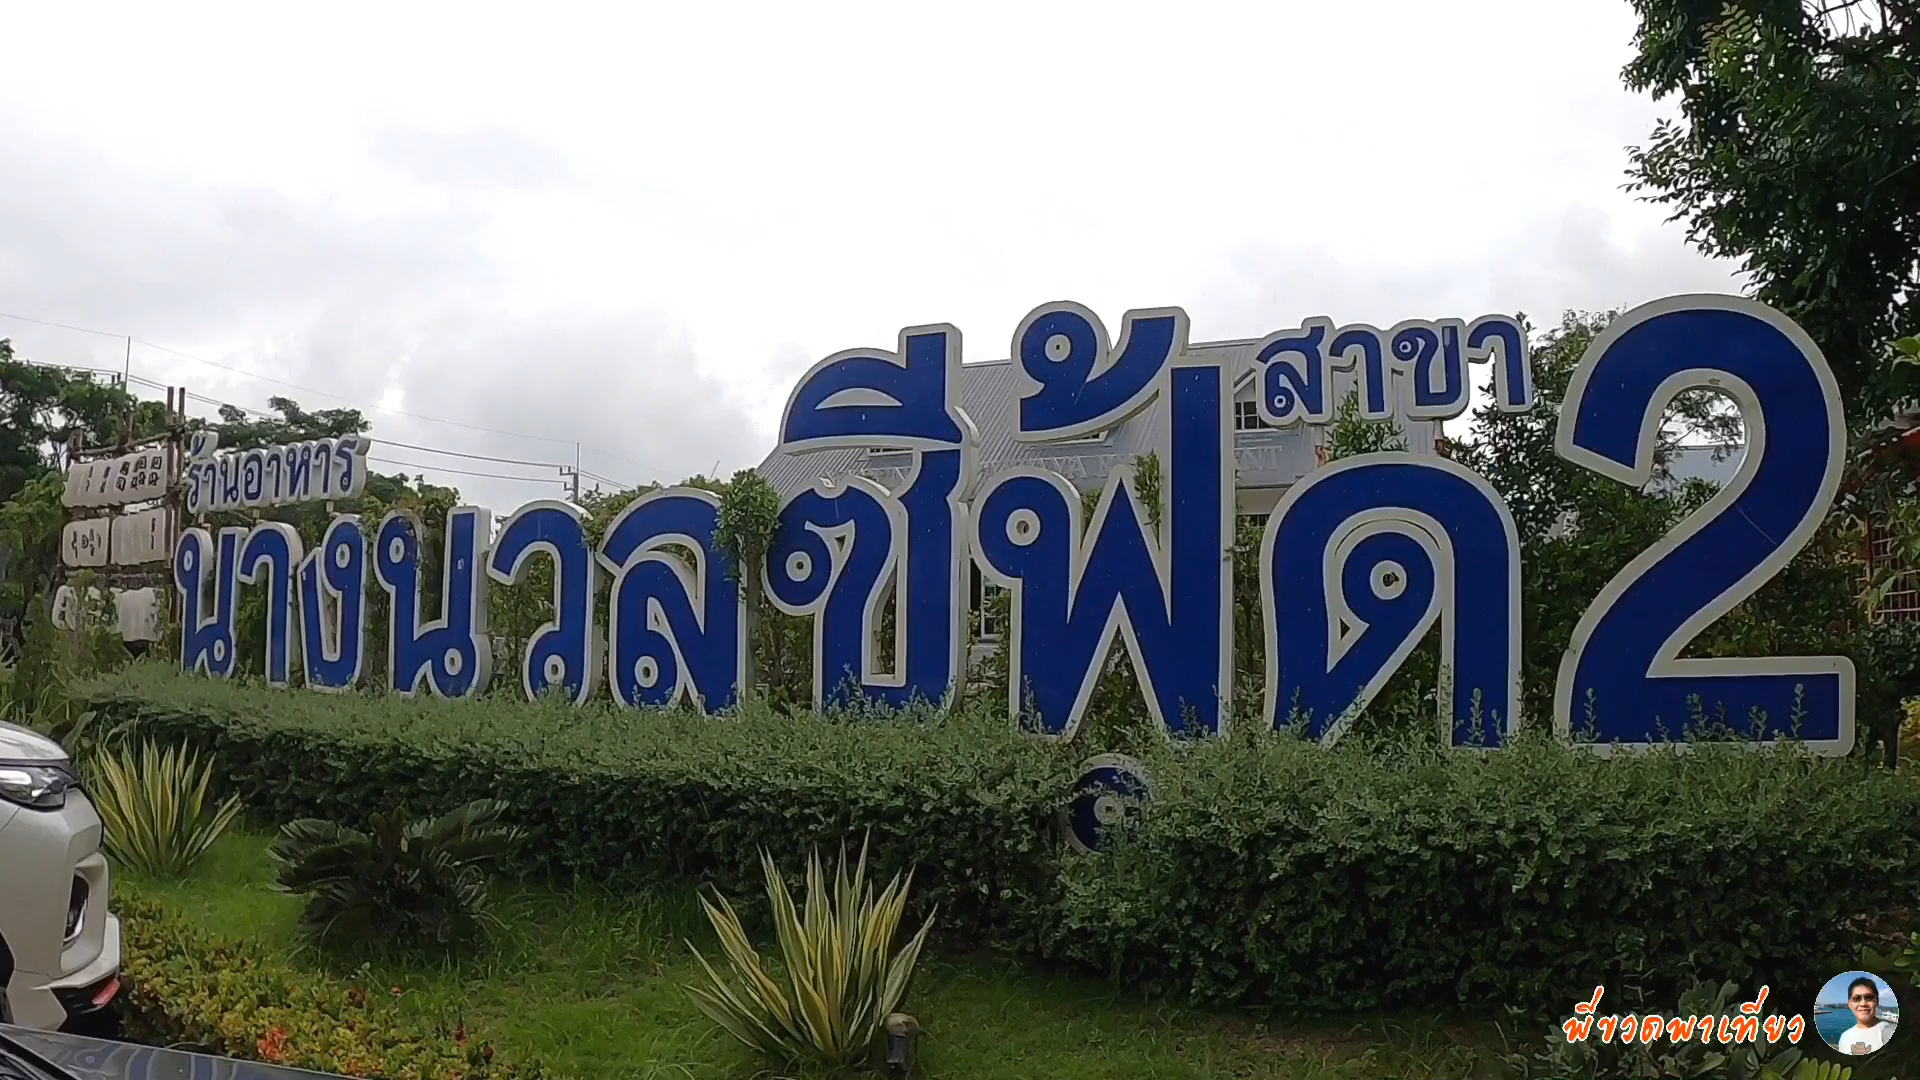 ร้านอาหาร
นางนวลซีฟู้ด สาขา 2
พี่ขวดพาเที่ยว